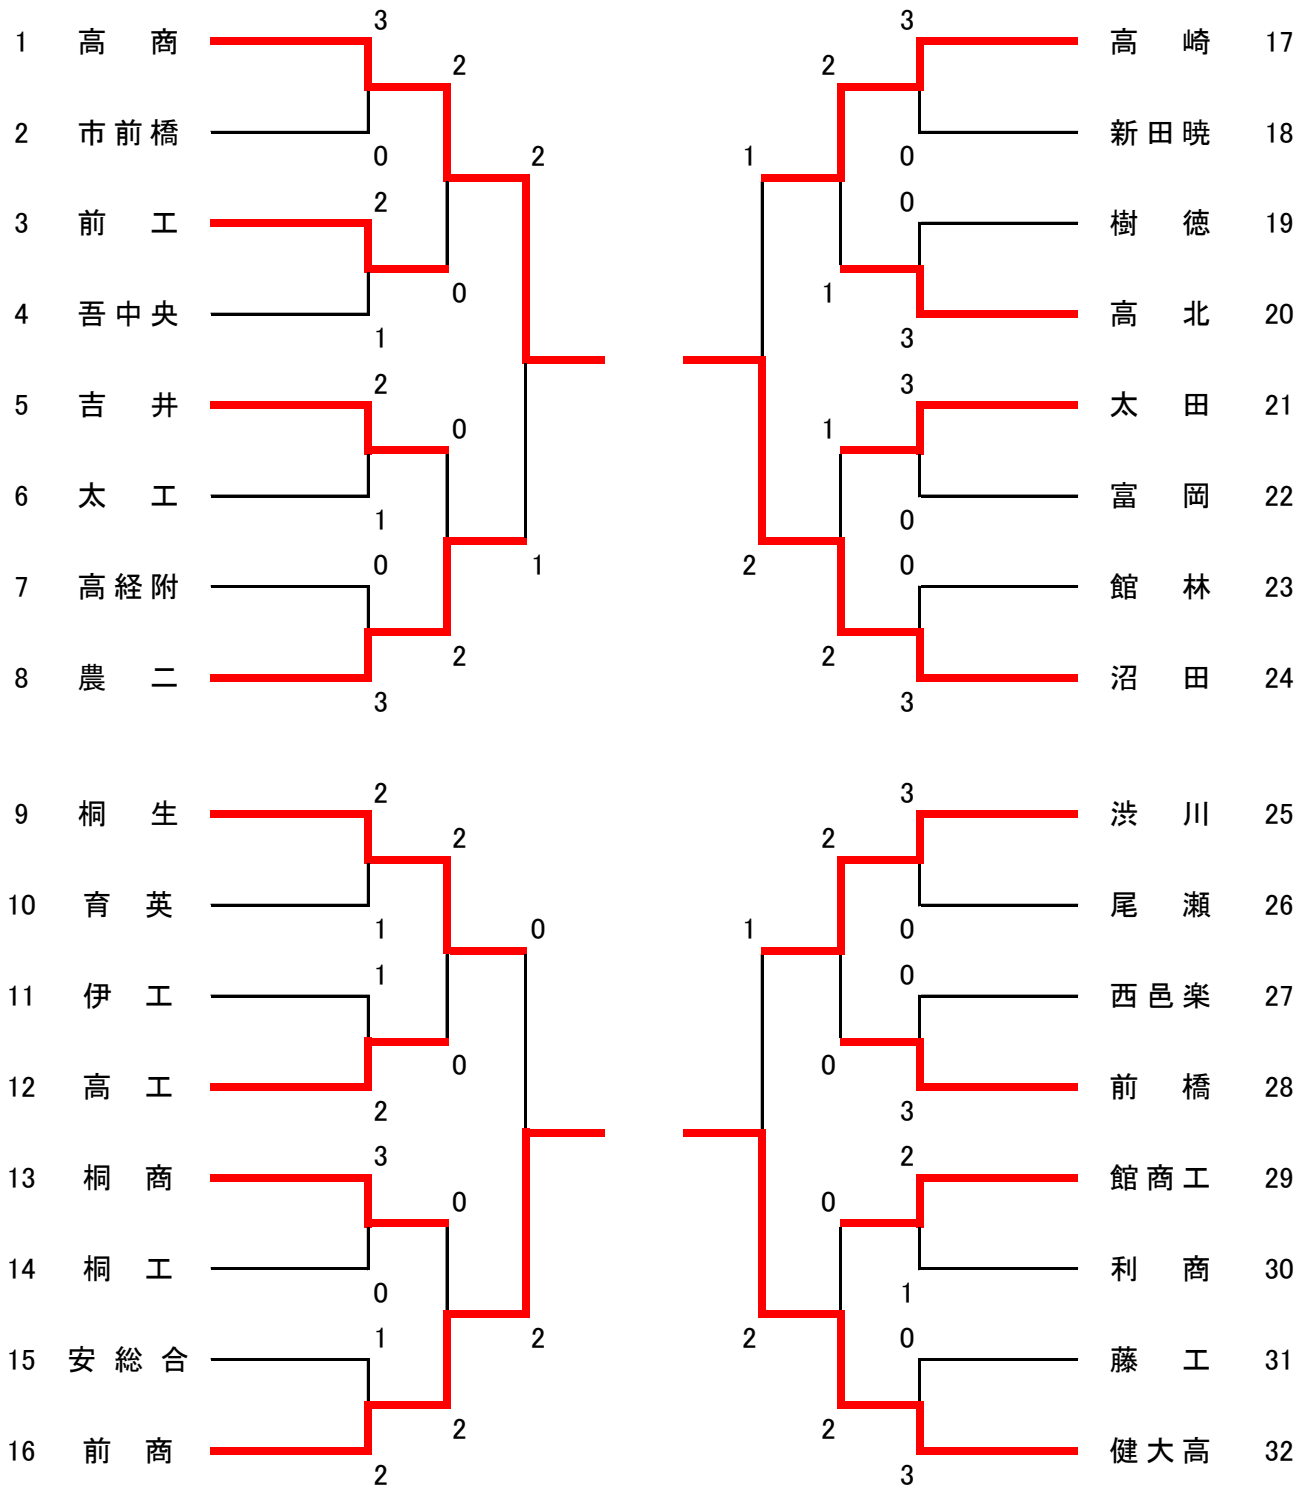 3 3
1 高商 高崎 17
2 2
2 市前橋 新田暁 18
0 2 1 0
2 0
3 前工 樹徳 19
0 1
4 吾中央 高北 20
1 3
2 3
5 吉井 太田 21
0 1
6 太工 富岡 22
1 0
0 1 2 0
7 高経附 館林 23
2 2
8 農二 沼田 24
3 3
2 3
9 桐生 渋川 25
2 2
10 育英 尾瀬 26
1 0 1 0
1 0
11 伊工 西邑楽 27
0 0
12 高工 前橋 28
2 3
3 2
13 桐商 館商工 29
0 0
14 桐工 利商 30
0 1
1 2 2 0
15 安総合 藤工 31
2 2
16 前商 健大高 32
2 3